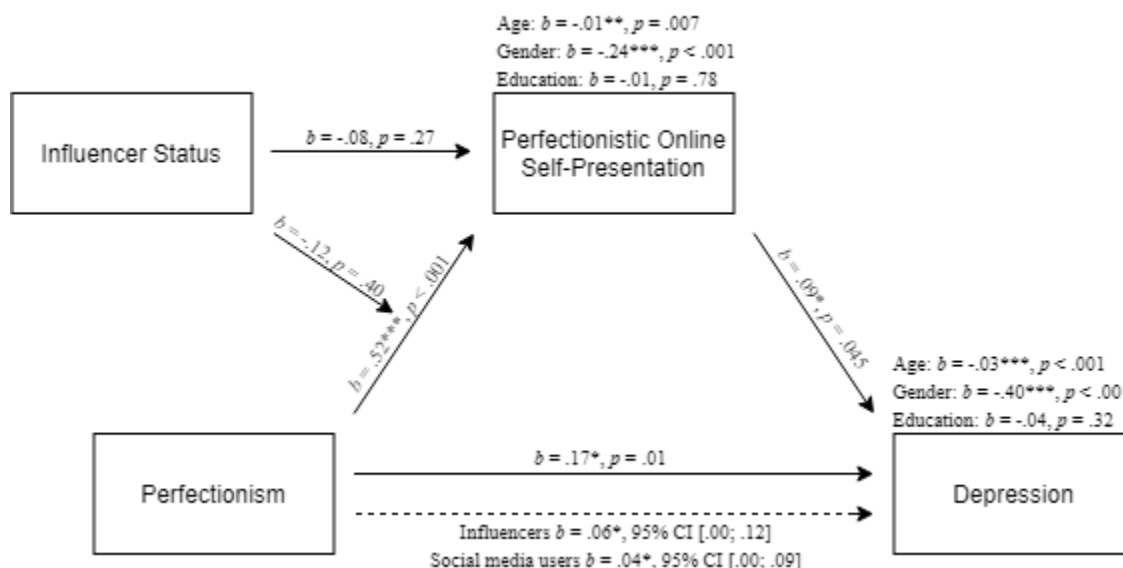 Age: b = -.01**, p = .007
Gender: b = -.24***, p < .001
Education: b = -.01, p = .78
Influencer Status
b = -.08, p = .27
Perfectionistic Online
Self-Presentation
b = -.12, p = .40
b = .52***, p < .001
b = .09*, p = .045
Age: b = -.03***, p < .001
Gender: b = -.40***, p < .00
Education: b = -.04, p = .32
Perfectionism
b = .17*, p = .01
Depression
Influencers b = .06*, 95% CI [.00; .12]
Social media users b = .04*, 95% CI [.00; .09]